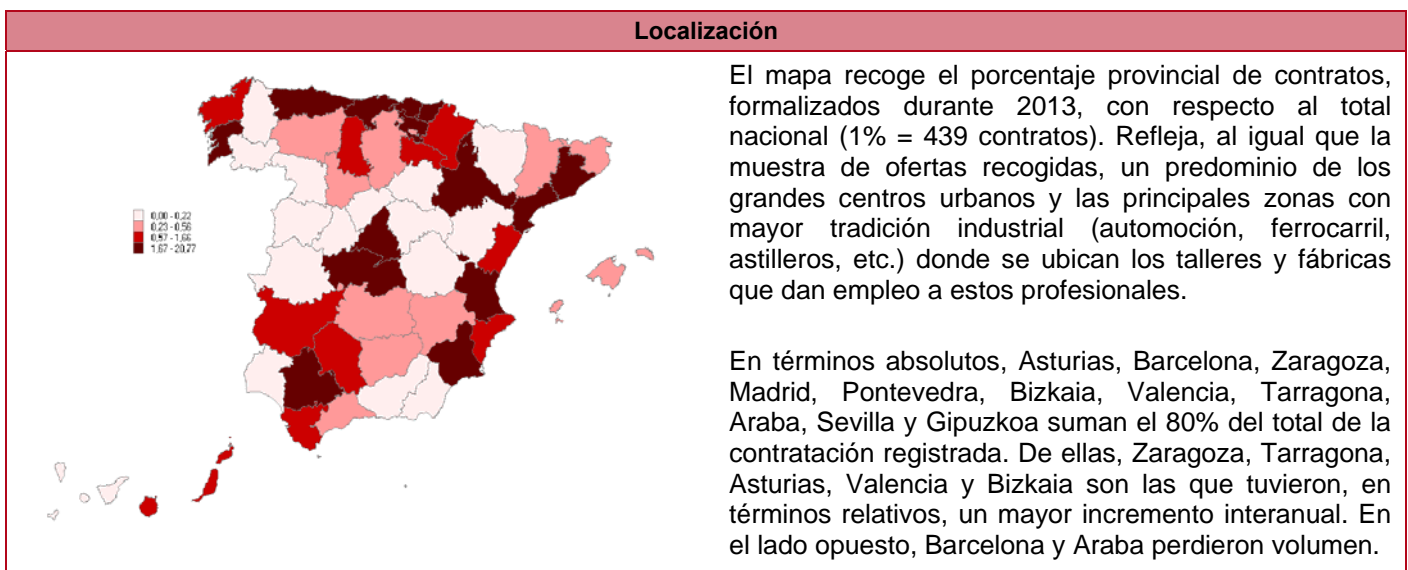 Localización
El mapa recoge el porcentaje provincial de contratos,
formalizados durante 2013, con respecto al total
nacional (1% = 439 contratos). Refleja, al igual que la
muestra de ofertas recogidas, un predominio de los
grandes centros urbanos y las principales zonas con
mayor tradición industrial (automoción, ferrocarril,
astilleros, etc.) donde se ubican los talleres y fábricas
que dan empleo a estos profesionales.
0,00 - 0,22
0,23 - 0,56
0,57 - 1,66
1,67 - 20,77
En términos absolutos, Asturias, Barcelona, Zaragoza,
Madrid, Pontevedra, Bizkaia, Valencia, Tarragona,
Araba, Sevilla y Gipuzkoa suman el 80% del total de la
contratación registrada. De ellas, Zaragoza, Tarragona,
Asturias, Valencia y Bizkaia son las que tuvieron, en
términos relativos, un mayor incremento interanual. En
el lado opuesto, Barcelona y Araba perdieron volumen.